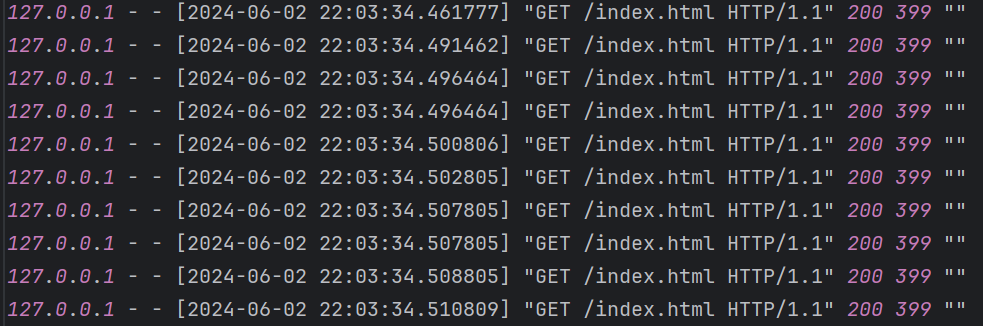 127.0.0.1 - - [2024-06-02 22:03:34.461777] "GET /index.html HTTP/1.1" 200 399 ""
127.0.0.1 - - [2024-06-02 22:03:34.491462] "GET /index.html HTTP/1.1" 200 399 ""
127.0.0.1 - - [2024-06-02 22:03:34.496464] "GET /index.html HTTP/1.1" 200 399 ""
127.0.0.1 - - [2024-06-02 22:03:34.496464] "GET /index.html HTTP/1.1" 200 399 ""
127.0.0.1 - - [2024-06-02 22:03:34.500806] "GET /index.html HTTP/1.1" 200 399 ""
127.0.0.1 - - [2024-06-02 22:03:34.502805] "GET /index.html HTTP/1.1" 200 399 ""
127.0.0.1 - - [2024-06-02 22:03:34.507805] "GET /index.html HTTP/1.1" 200 399 ""
127.0.0.1 - - [2024-06-02 22:03:34.507805] "GET /index.html HTTP/1.1" 200 399 ""
127.0.0.1 - - [2024-06-02 22:03:34.508805] "GET /index.html HTTP/1.1" 200 399 ""
127.0.0.1 - - [2024-06-02 22:03:34.510809] "GET /index.html HTTP/1.1" 200 399 ""